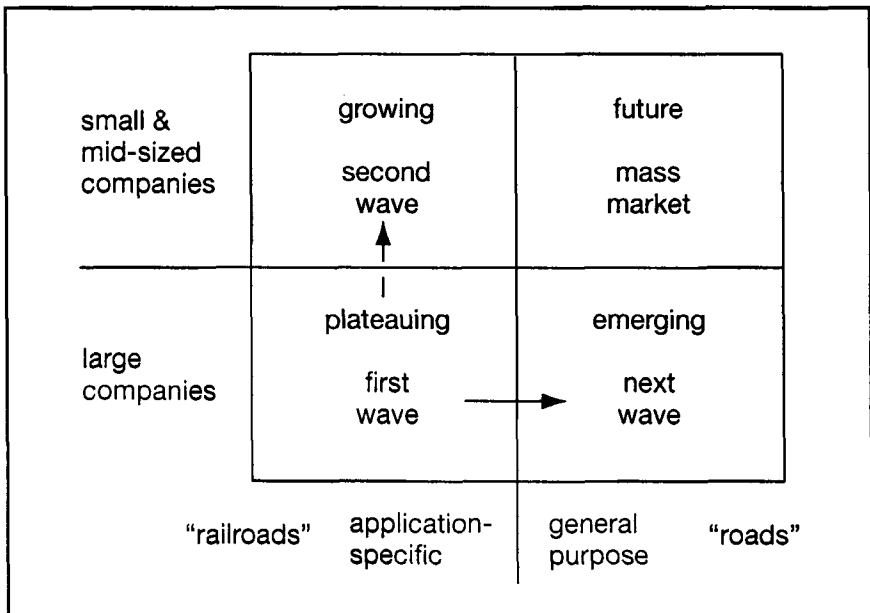 small &
mid-sized
companies
growing
second
wave
future
mass
market
large
companies
plateauing
first
wave
emerging
next
wave
"railroads"
application-
specific
general
purpose
"roads"